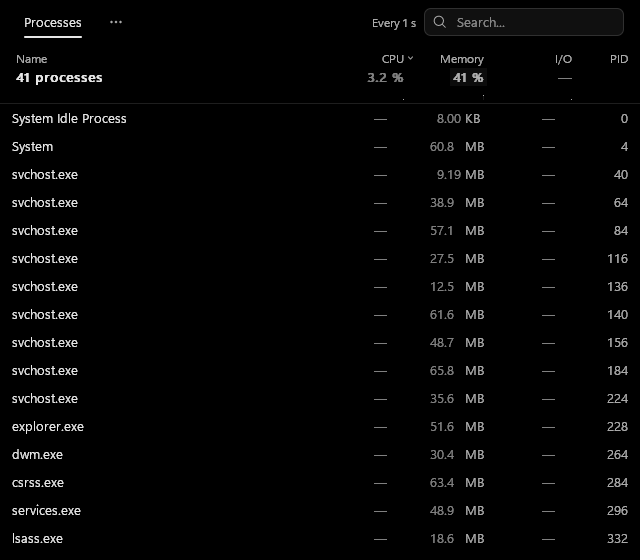 Processes ··· Every 1 s Search...
Name CPU Memory I/O PID
41 processes 3.2 % 41 % —
System Idle Process — 8.00 KB — 0
System — 60.8 MB — 4
svchost.exe — 9.19 MB — 40
svchost.exe — 38.9 MB — 64
svchost.exe — 57.1 MB — 84
svchost.exe — 27.5 MB — 116
svchost.exe — 12.5 MB — 136
svchost.exe — 61.6 MB — 140
svchost.exe — 48.7 MB — 156
svchost.exe — 65.8 MB — 184
svchost.exe — 35.6 MB — 224
explorer.exe — 51.6 MB — 228
dwm.exe — 30.4 MB — 264
csrss.exe — 63.4 MB — 284
services.exe — 48.9 MB — 296
lsass.exe — 18.6 MB — 332